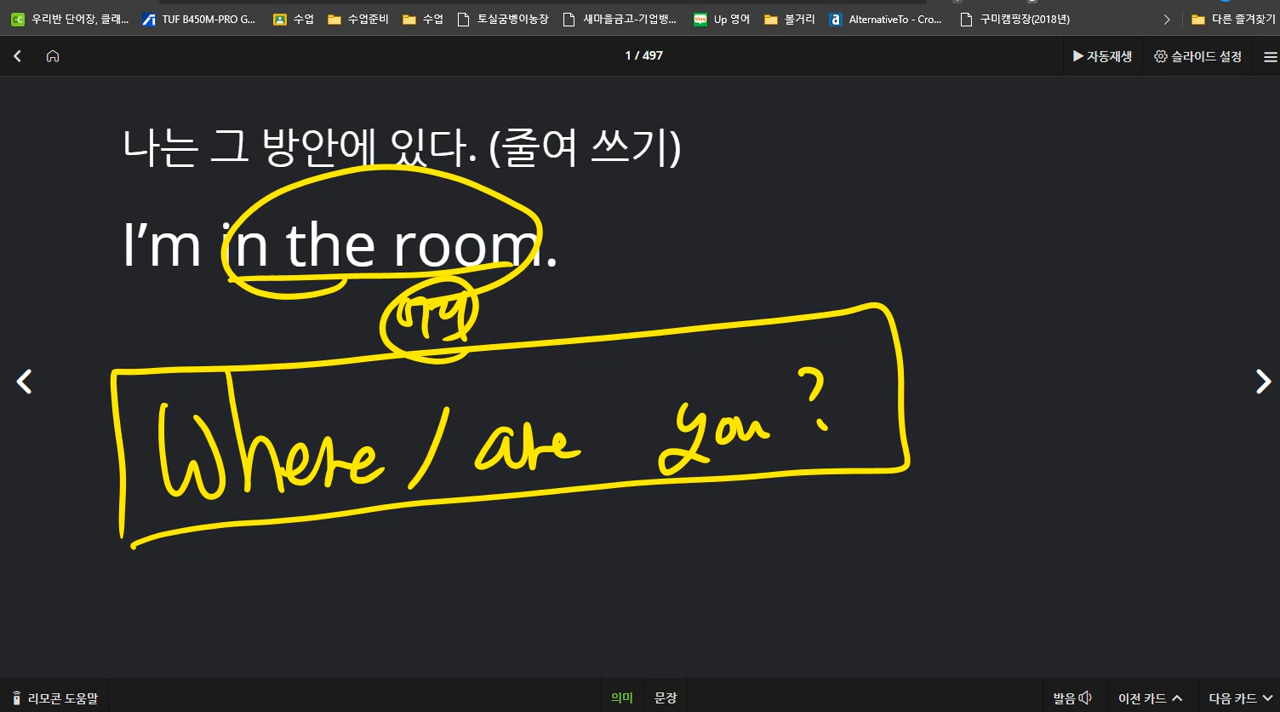 우리반 단어장, 클래... TUF B450M-PRO G... 수업 수업준비 수업 토실굼벵이농장 새마을금고-기업뱅... Up 영어 볼거리 AlternativeTo - Cro... 구미캠핑장(2018년) 다른 즐겨찾기
1 / 497 자동재생 슬라이드 설정
나는 그 방안에 있다. (줄여 쓰기)
I’m in the room.
Where / are you?
리모콘 도움말 의미 문장 발음 이전 카드 다음 카드